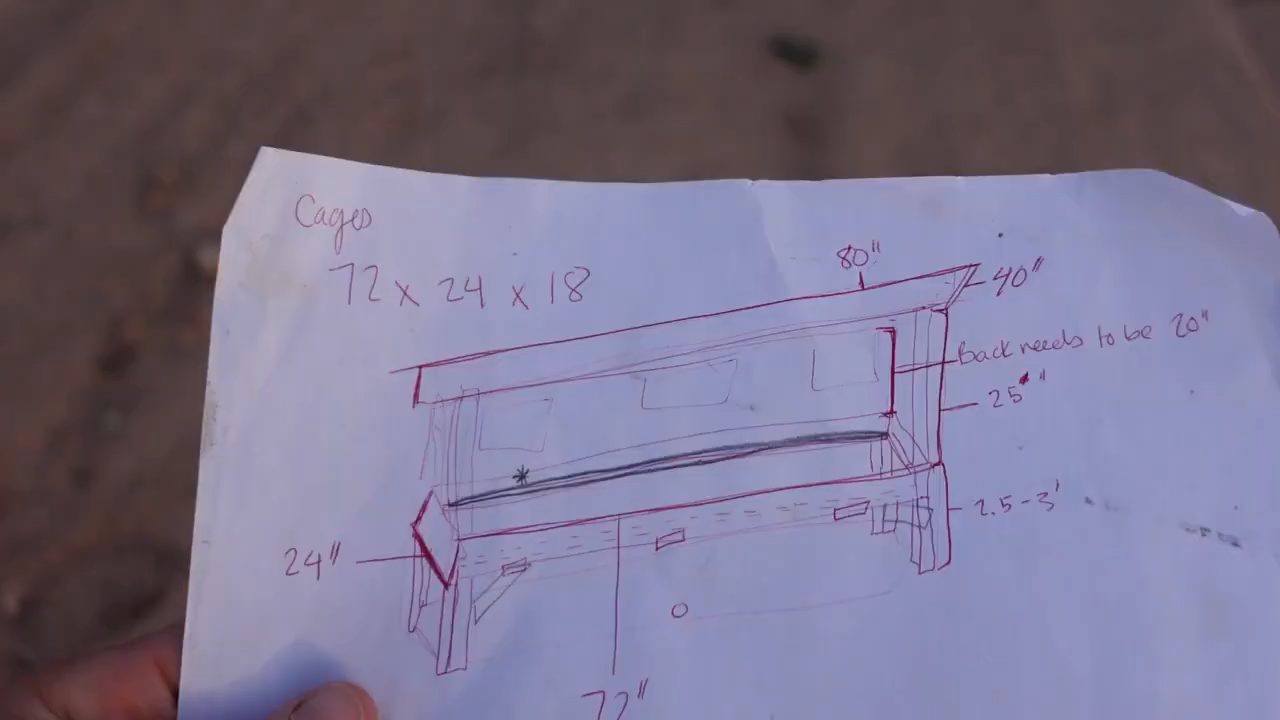 Cages
72 x 24 x 18
80"
40"
Back needs to be 20"
25"
2.5-3'
24"
72"